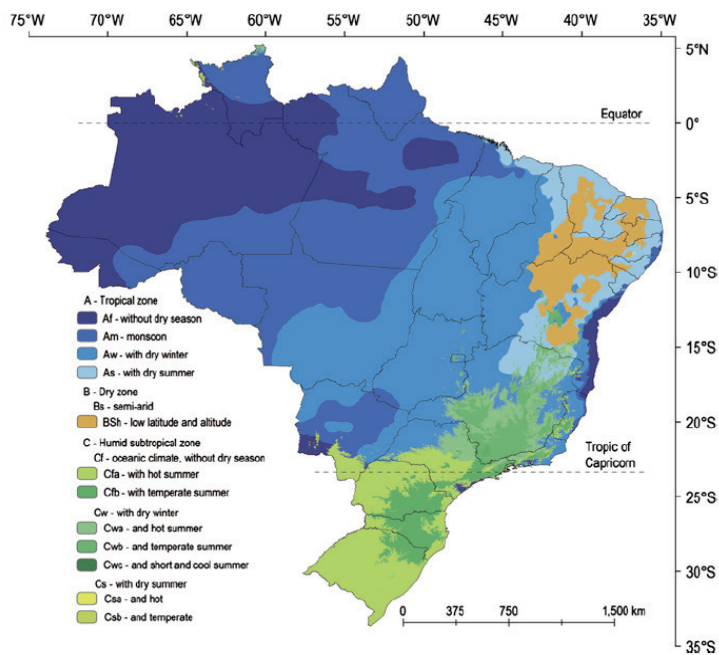 75°W 70°W 65°W 60°W 55°W 50°W 45°W 40°W 35°W
5°N
Equator
0°
5°S
10°S
A - Tropical zone
Af - without dry season
Am - monsoon
Aw - with dry winter
As - with dry summer
15°S
B - Dry zone
Bs - semi-arid
BSh - low latitude and altitude
20°S
C - Humid subtropical zone
Cf - oceanic climate, without dry season
Cfa - with hot summer
Cfb - with temperate summer
Tropic of
Capricorn
25°S
Cw - with dry winter
Cwa - and hot summer
Cwb - and temperate summer
Cwc - and short and cool summer
30°S
Cs - with dry summer
Csa - and hot
Csb - and temperate
0 375 750 1,500 km
35°S